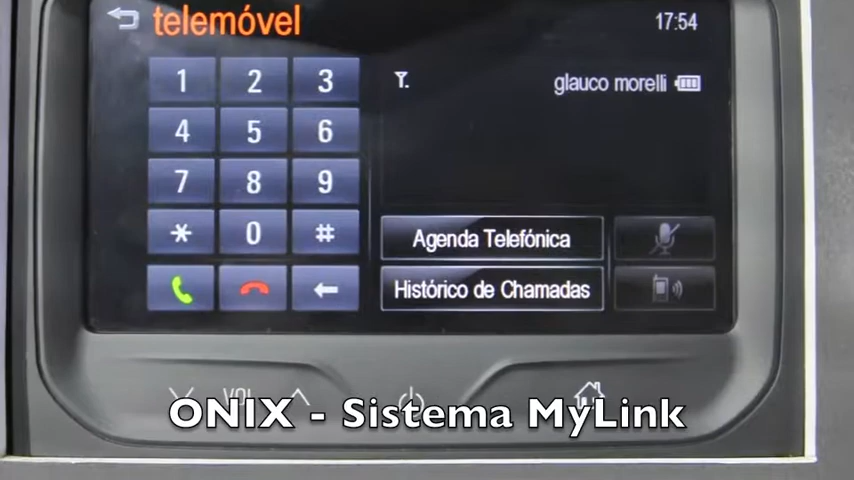 telemóvel
17:54
1 2 3
glauco morelli
4 5 6
7 8 9
* 0 #
Agenda Telefónica
Histórico de Chamadas
VOL
ONIX - Sistema MyLink